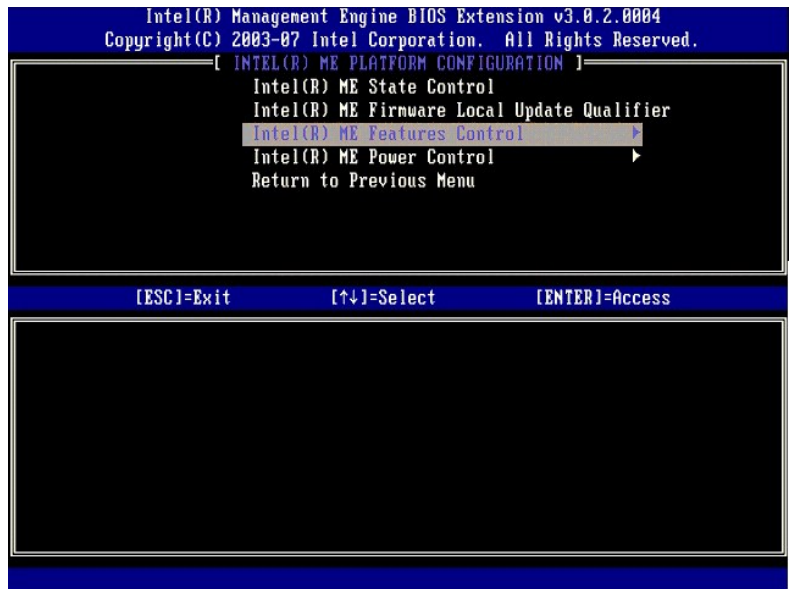 Intel(R) Management Engine BIOS Extension v3.0.2.0004
Copyright(C) 2003-07 Intel Corporation. All Rights Reserved.
[ INTEL(R) ME PLATFORM CONFIGURATION ]
Intel(R) ME State Control
Intel(R) ME Firmware Local Update Qualifier
Intel(R) ME Features Control ►
Intel(R) ME Power Control ►
Return to Previous Menu
[ESC]=Exit [↑↓]=Select [ENTER]=Access